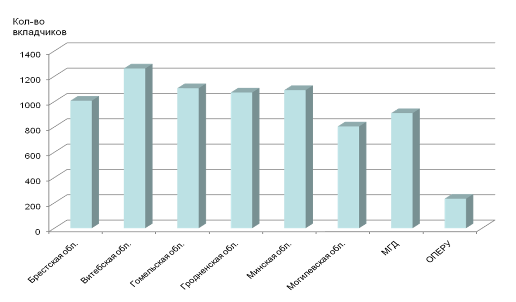 Кол-во
вкладчиков
1400
1200
1000
800
600
400
200
0
Брестская обл.
Витебская обл.
Гомельская обл.
Гродненская обл.
Минская обл.
Могилевская обл.
МГД
ОПЕРУ